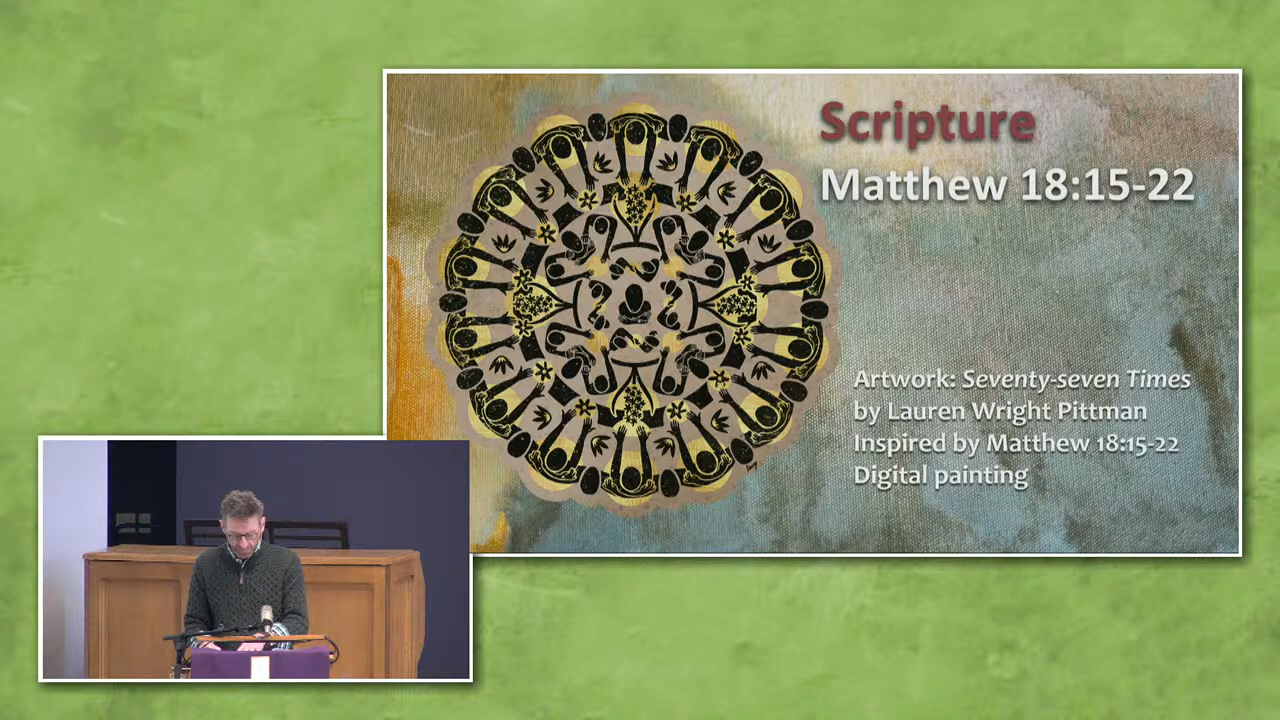 Scripture
Matthew 18:15-22
Artwork: Seventy-seven Times
by Lauren Wright Pittman
Inspired by Matthew 18:15-22
Digital painting